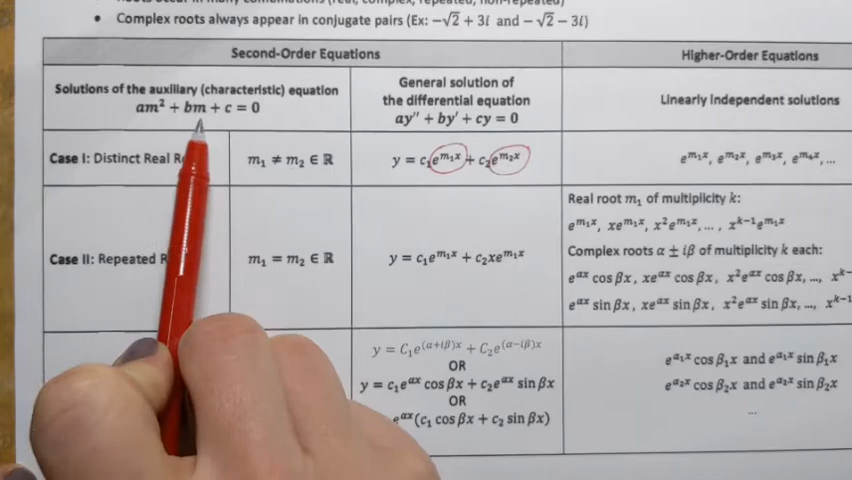 • Complex roots always appear in conjugate pairs (Ex: −√2 + 3i and − √2 − 3i)
Second-Order Equations
Higher-Order Equations
Solutions of the auxiliary (characteristic) equation
am² + bm + c = 0
General solution of
the differential equation
ay″ + by′ + cy = 0
Linearly independent solutions
Case I: Distinct Real
m₁ ≠ m₂ ∈ ℝ
y = c₁e^{m₁x} + c₂e^{m₂x}
e^{m₁x}, e^{m₂x}, e^{m₃x}, e^{m₄x}, ...
Case II: Repeated
m₁ = m₂ ∈ ℝ
y = c₁e^{m₁x} + c₂xe^{m₁x}
Real root m₁ of multiplicity k:
e^{m₁x}, xe^{m₁x}, x²e^{m₁x}, ... , x^{k−1}e^{m₁x}
Complex roots α ± iβ of multiplicity k each:
e^{αx} cos βx, xe^{αx} cos βx, x²e^{αx} cos βx, ...,
e^{αx} sin βx, xe^{αx} sin βx, x²e^{αx} sin βx, ...,
y = C₁e^{(α+iβ)x} + C₂e^{(α−iβ)x}
OR
y = c₁e^{αx} cos βx + c₂e^{αx} sin βx
OR
e^{αx}(c₁ cos βx + c₂ sin βx)
e^{α₁x} cos β₁x and e^{α₁x} sin β₁x
e^{α₂x} cos β₂x and e^{α₂x} sin β₂x
...